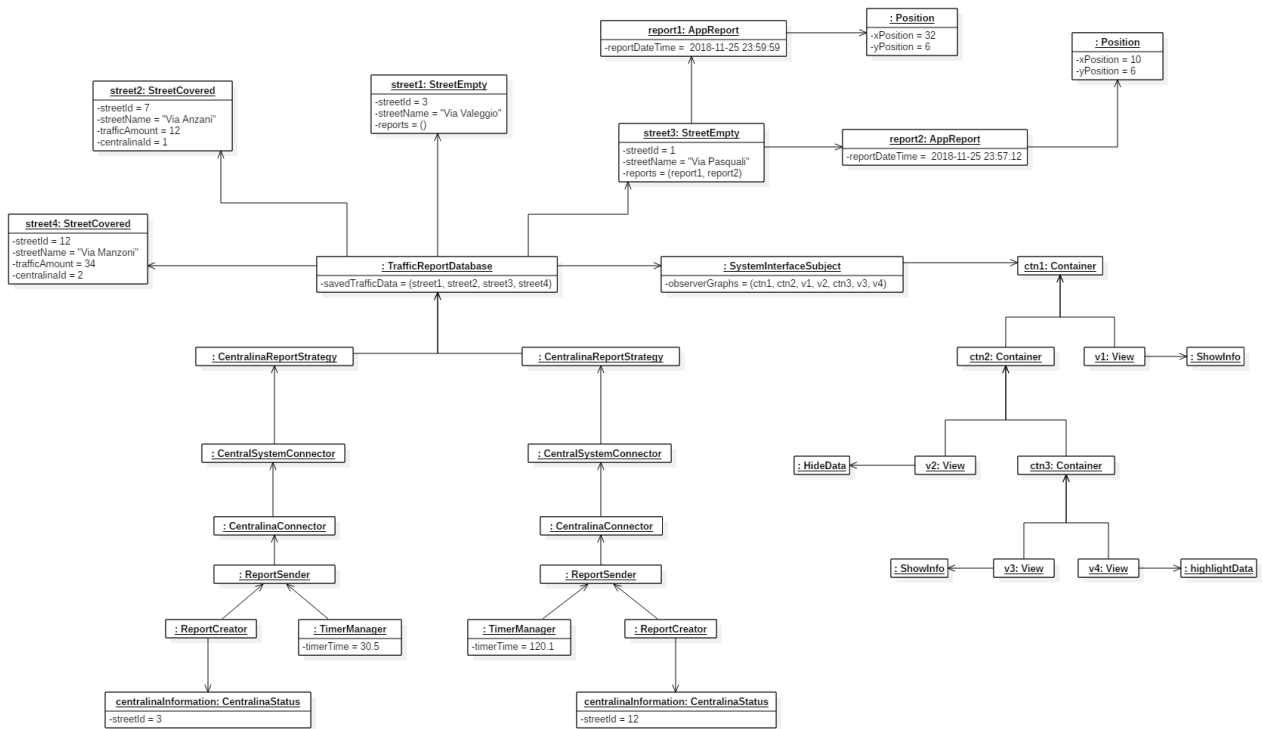 : Position
-xPosition = 32
-yPosition = 6
report1: AppReport
-reportDateTime =  2018-11-25 23:59:59
: Position
-xPosition = 10
-yPosition = 6
street1: StreetEmpty
-streetId = 3
-streetName = "Via Valeggio"
-reports = ()
street2: StreetCovered
-streetId = 7
-streetName = "Via Anzani"
-trafficAmount = 12
-centralinaId = 1
street3: StreetEmpty
-streetId = 1
-streetName = "Via Pasquali"
-reports = (report1, report2)
report2: AppReport
-reportDateTime =  2018-11-25 23:57:12
street4: StreetCovered
-streetId = 12
-streetName = "Via Manzoni"
-trafficAmount = 34
-centralinaId = 2
: TrafficReportDatabase
-savedTrafficData = (street1, street2, street3, street4)
: SystemInterfaceSubject
-observerGraphs = (ctn1, ctn2, v1, v2, ctn3, v3, v4)
ctn1: Container
: CentralinaReportStrategy
: CentralinaReportStrategy
ctn2: Container
v1: View
: ShowInfo
: CentralSystemConnector
: CentralSystemConnector
: HideData
v2: View
ctn3: Container
: CentralinaConnector
: CentralinaConnector
: ShowInfo
v3: View
v4: View
: highlightData
: ReportSender
: ReportSender
: ReportCreator
: TimerManager
-timerTime = 30.5
: TimerManager
-timerTime = 120.1
: ReportCreator
centralinaInformation: CentralinaStatus
-streetId = 3
centralinaInformation: CentralinaStatus
-streetId = 12